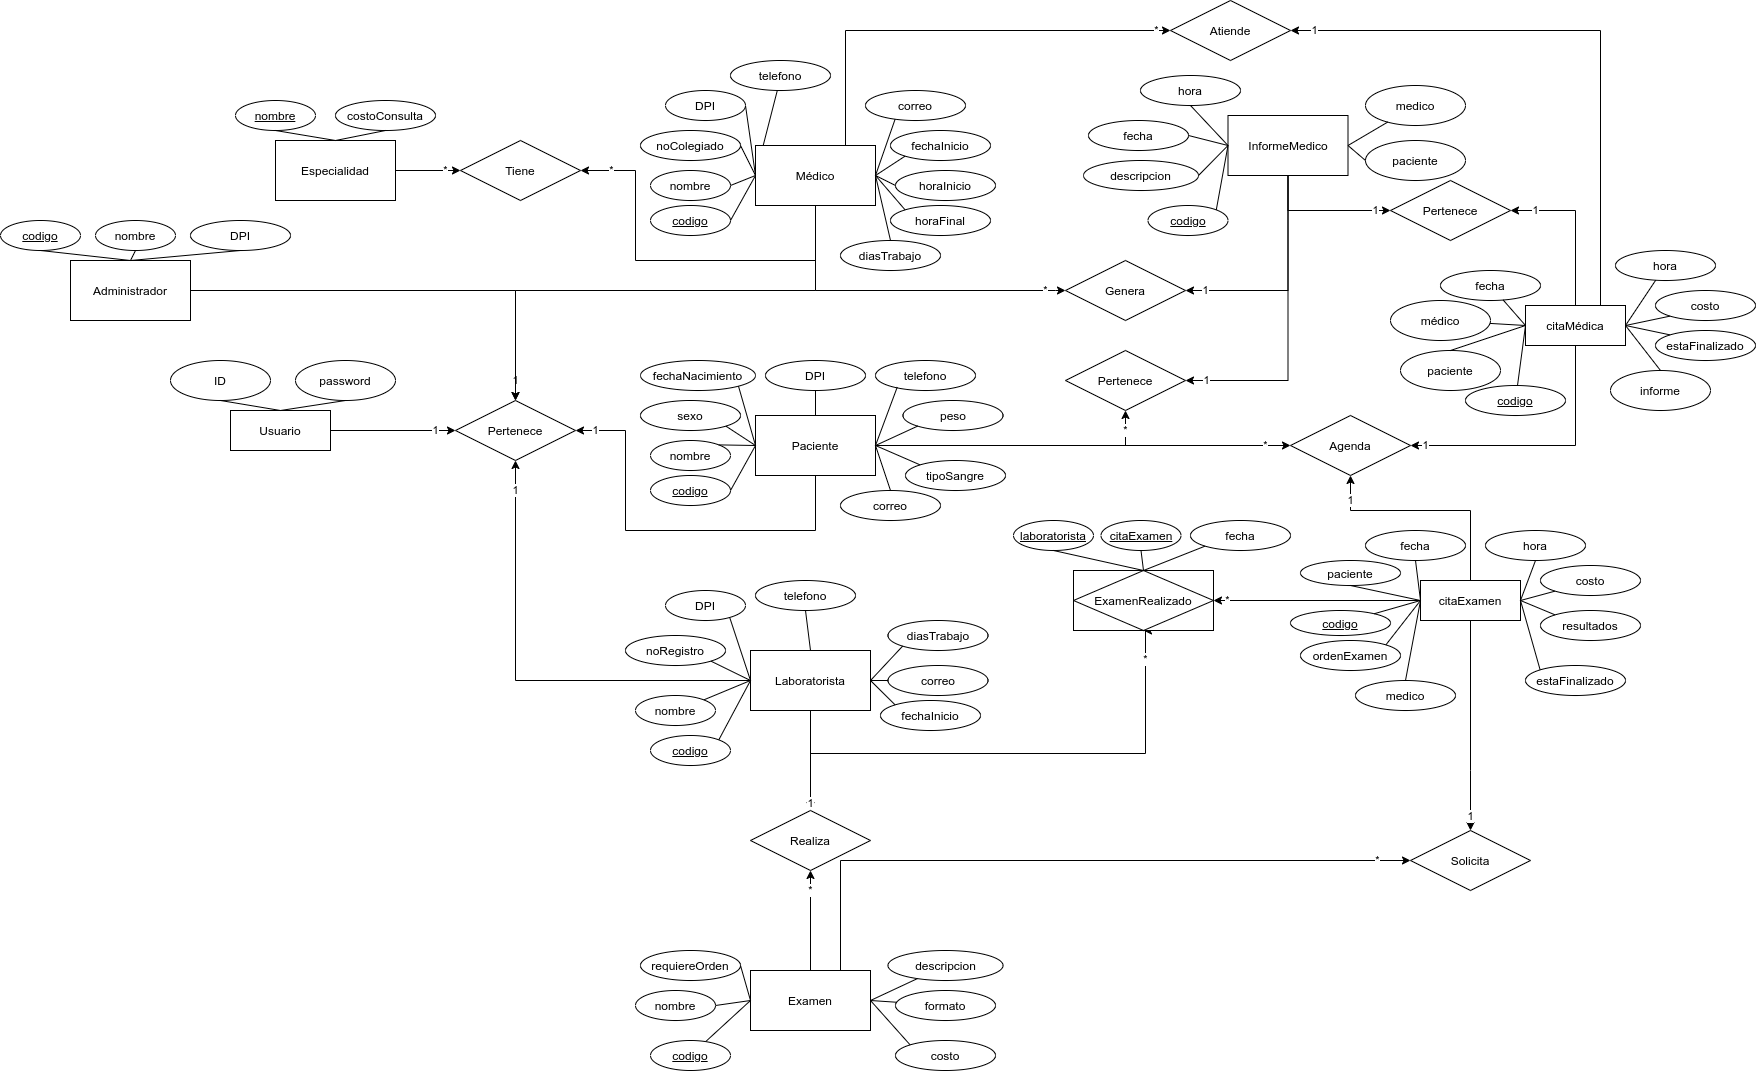 *
Atiende
1
telefono
hora
DPI
correo
medico
nombre
costoConsulta
fecha
noColegiado
fechaInicio
InformeMedico
Especialidad
*
Tiene
*
Médico
descripcion
paciente
nombre
horaInicio
codigo
horaFinal
codigo
1
Pertenece
1
codigo
nombre
DPI
diasTrabajo
hora
Administrador
*
Genera
1
fecha
costo
médico
citaMédica
estaFinalizado
ID
password
1
fechaNacimiento
DPI
telefono
Pertenece
1
paciente
informe
codigo
sexo
peso
Usuario
1
Pertenece
1
*
nombre
Paciente
*
Agenda
1
tipoSangre
codigo
correo
1
1
laboratorista
citaExamen
fecha
fecha
hora
paciente
costo
telefono
DPI
ExamenRealizado
*
citaExamen
codigo
resultados
diasTrabajo
noRegistro
ordenExamen
*
Laboratorista
correo
estaFinalizado
medico
nombre
fechaInicio
codigo
1
1
Realiza
*
Solicita
*
requiereOrden
descripcion
nombre
Examen
formato
codigo
costo